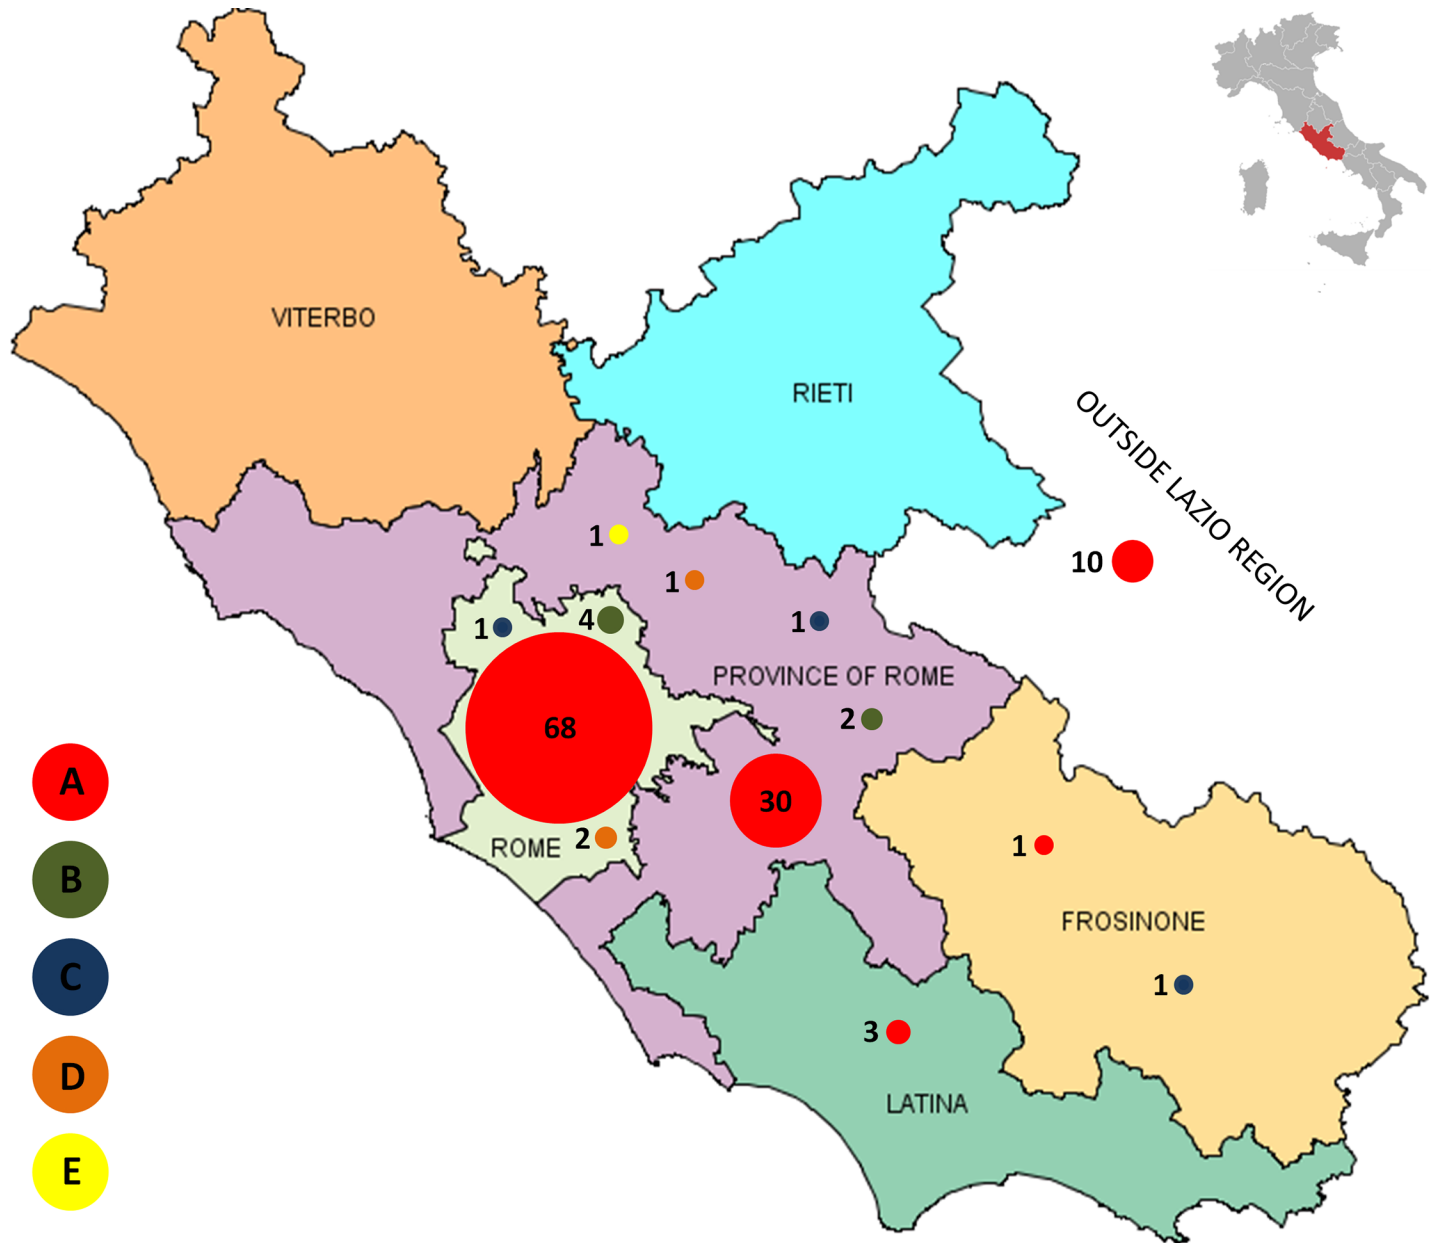 VITERBO
RIETI
OUTSIDE LAZIO REGION
10
1
1
1
4
1
PROVINCE OF ROME
2
68
30
ROME
2
1
FROSINONE
1
3
LATINA
A
B
C
D
E